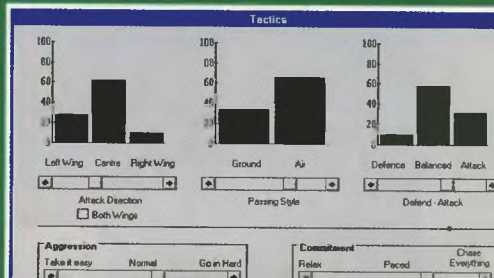 Tactics
100 100 100
80 80 80
60 60 60
40 40 40
20 20 20
0 0 0
Left Wing Centre Right Wing Ground Air Defence Balanced Attack
Attack Direction Passing Style Defend - Attack
Both Wings
Aggression Commitment
Chase
Take it easy Normal Go in Hard Relax Paced Everything